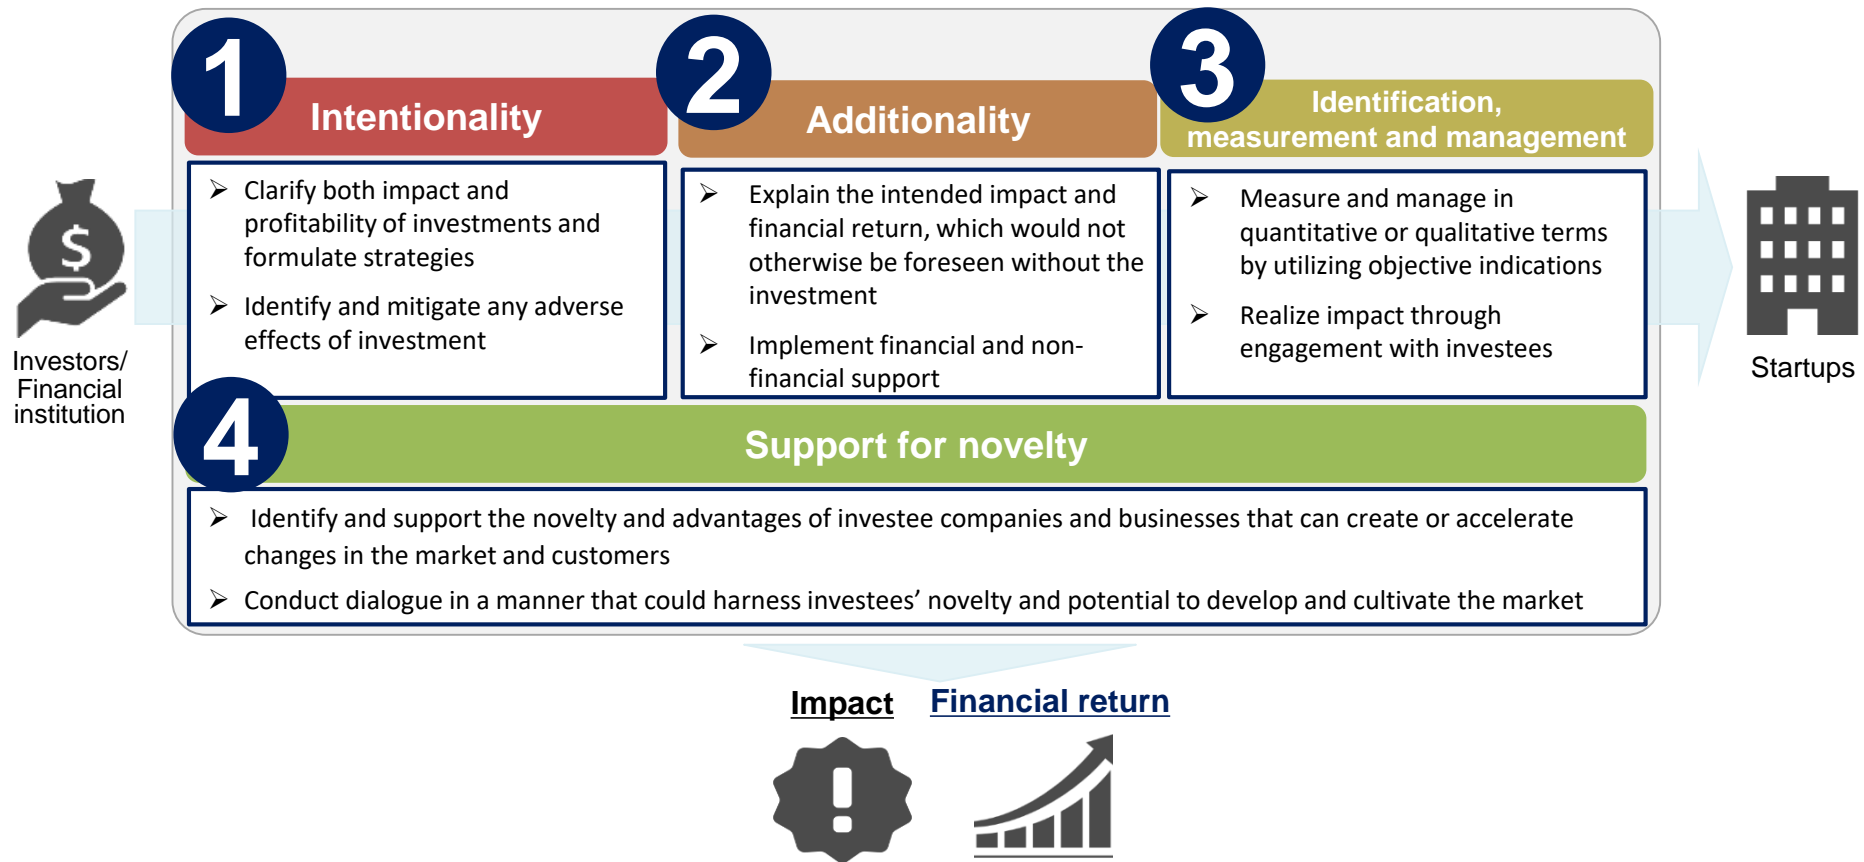 1
Intentionality
➢ Clarify both impact and
profitability of investments and
formulate strategies
➢ Identify and mitigate any adverse
effects of investment
2
Additionality
➢ Explain the intended impact and
financial return, which would not
otherwise be foreseen without the
investment
➢ Implement financial and non-
financial support
3
Identification,
measurement and management
➢ Measure and manage in
quantitative or qualitative terms
by utilizing objective indications
➢ Realize impact through
engagement with investees
$
Investors/
Financial
institution
Startups
4
Support for novelty
➢ Identify and support the novelty and advantages of investee companies and businesses that can create or accelerate
changes in the market and customers
➢ Conduct dialogue in a manner that could harness investees’ novelty and potential to develop and cultivate the market
Impact
Financial return
!